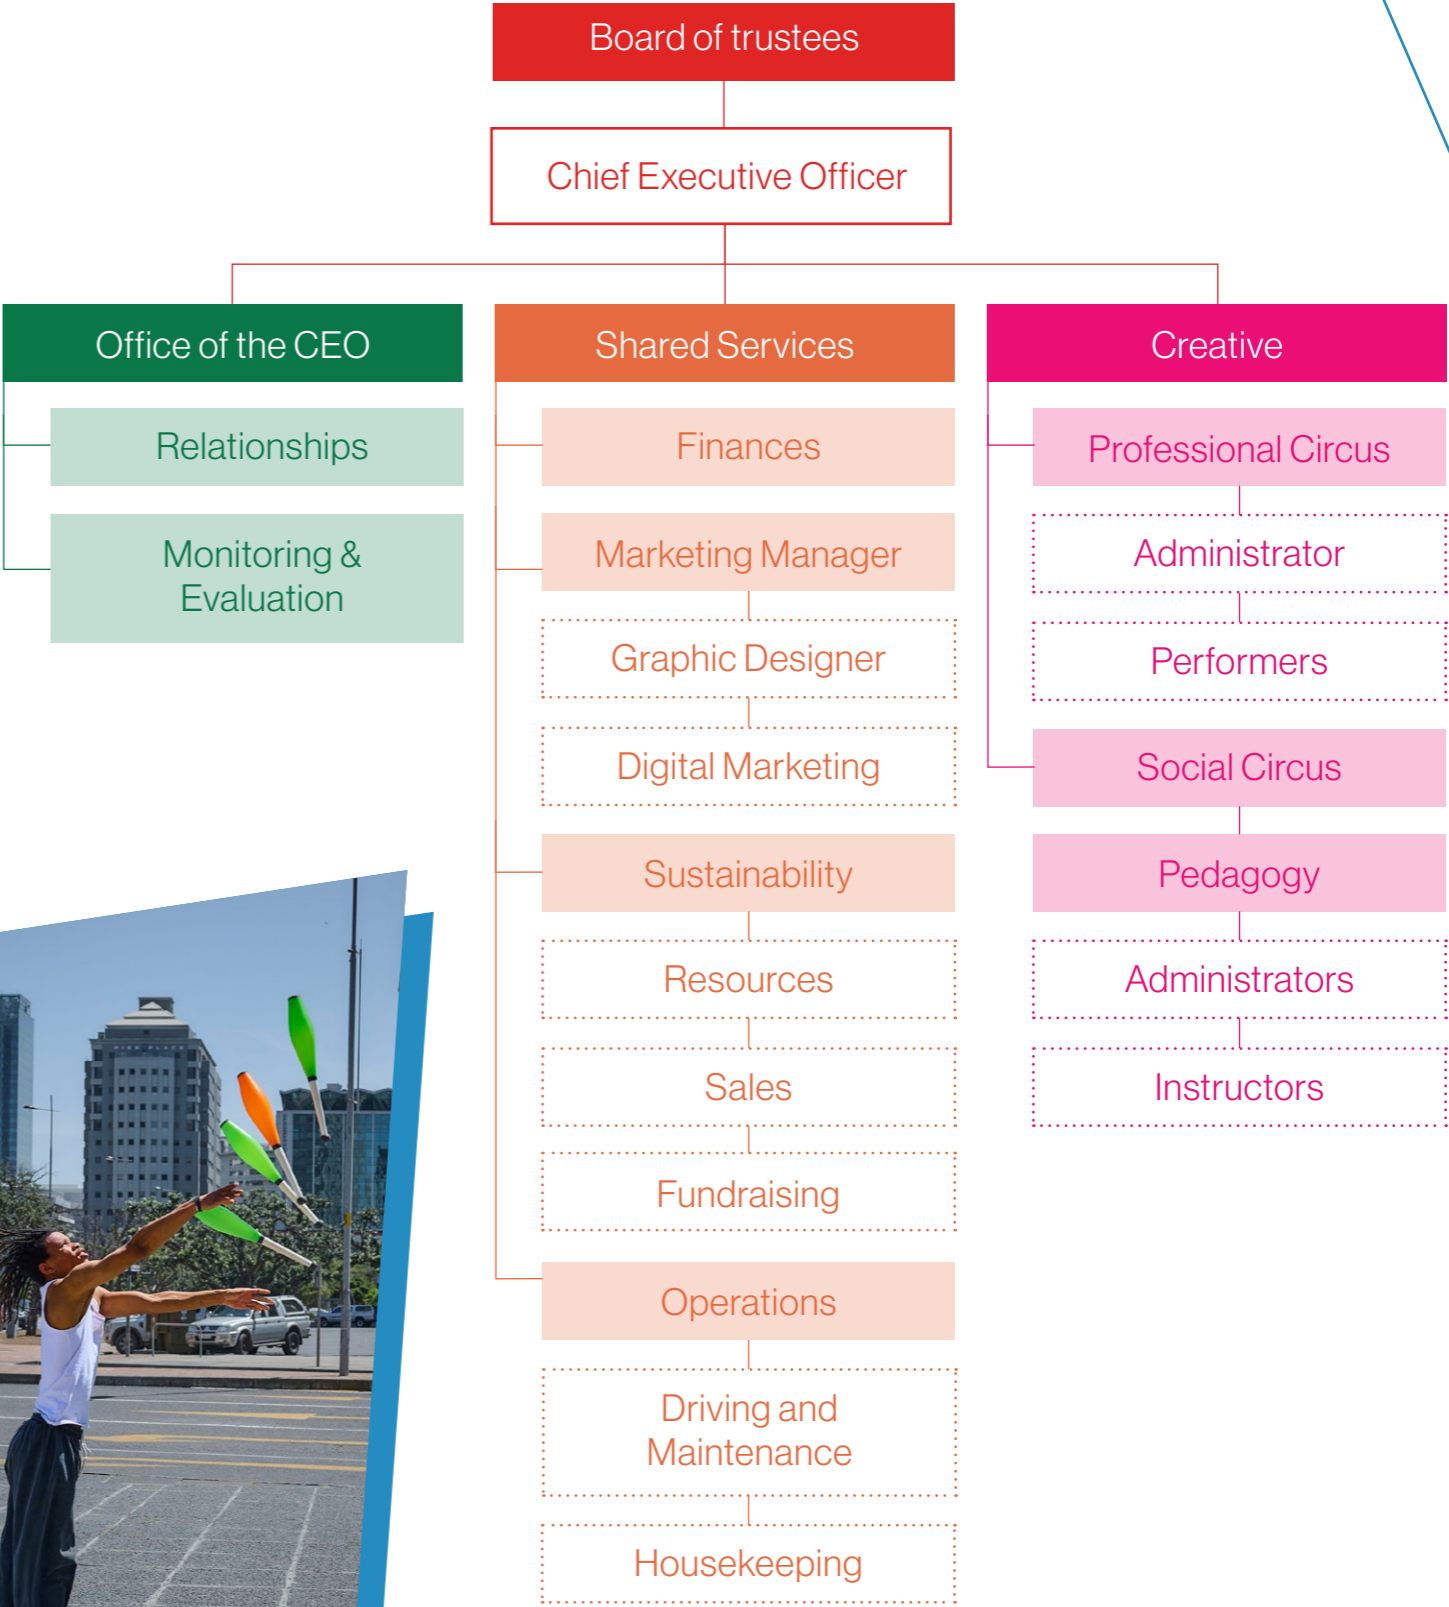 Board of trustees
Chief Executive Officer
Office of the CEO
Relationships
Monitoring &
Evaluation
Shared Services
Finances
Marketing Manager
Graphic Designer
Digital Marketing
Sustainability
Resources
Sales
Fundraising
Operations
Driving and
Maintenance
Housekeeping
Creative
Professional Circus
Administrator
Performers
Social Circus
Pedagogy
Administrators
Instructors